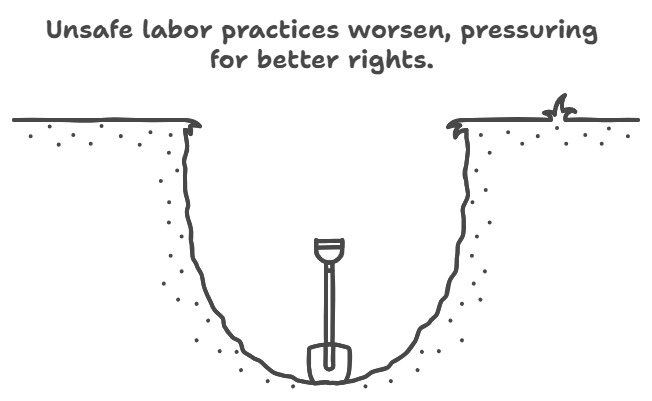 Unsafe labor practices worsen, pressuring
for better rights.